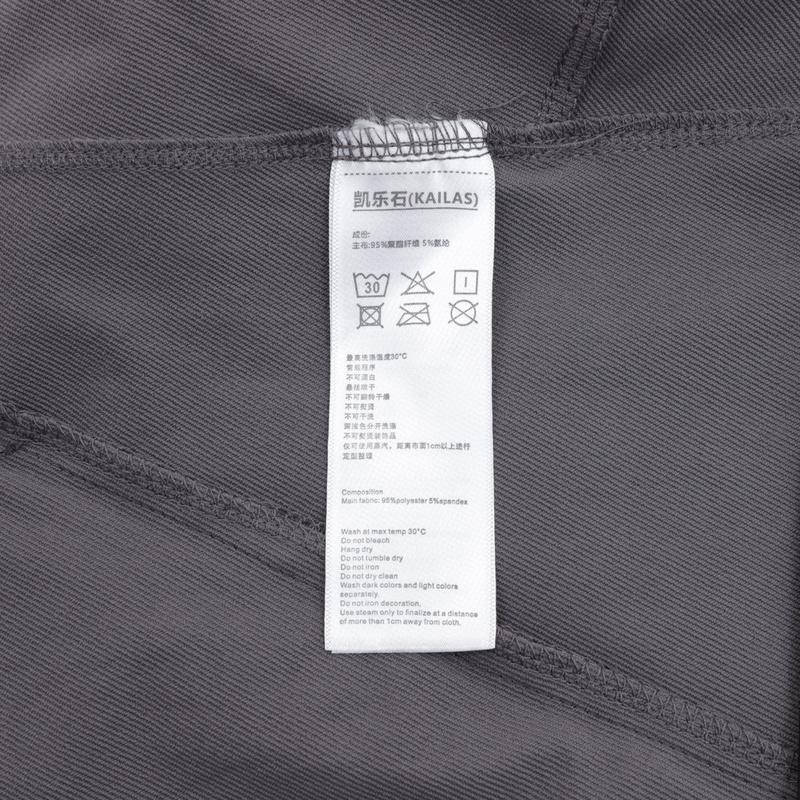 凯乐石(KAILAS)
成份:
主布:95%聚酯纤维 5%氨纶
30
最高洗涤温度30°C
常规程序
不可漂白
悬挂晾干
不可翻转干燥
不可熨烫
不可干洗
深浅色分开洗涤
不可熨烫装饰品
仅可使用蒸汽，距离布面1cm以上进行
定型整理
Composition
Main fabric: 95%polyester 5%spandex
Wash at max temp 30°C
Do not bleach
Hang dry
Do not tumble dry
Do not iron
Do not dry clean
Wash dark colors and light colors
separately.
Do not iron decoration.
Use steam only to finalize at a distance
of more than 1cm away from cloth.